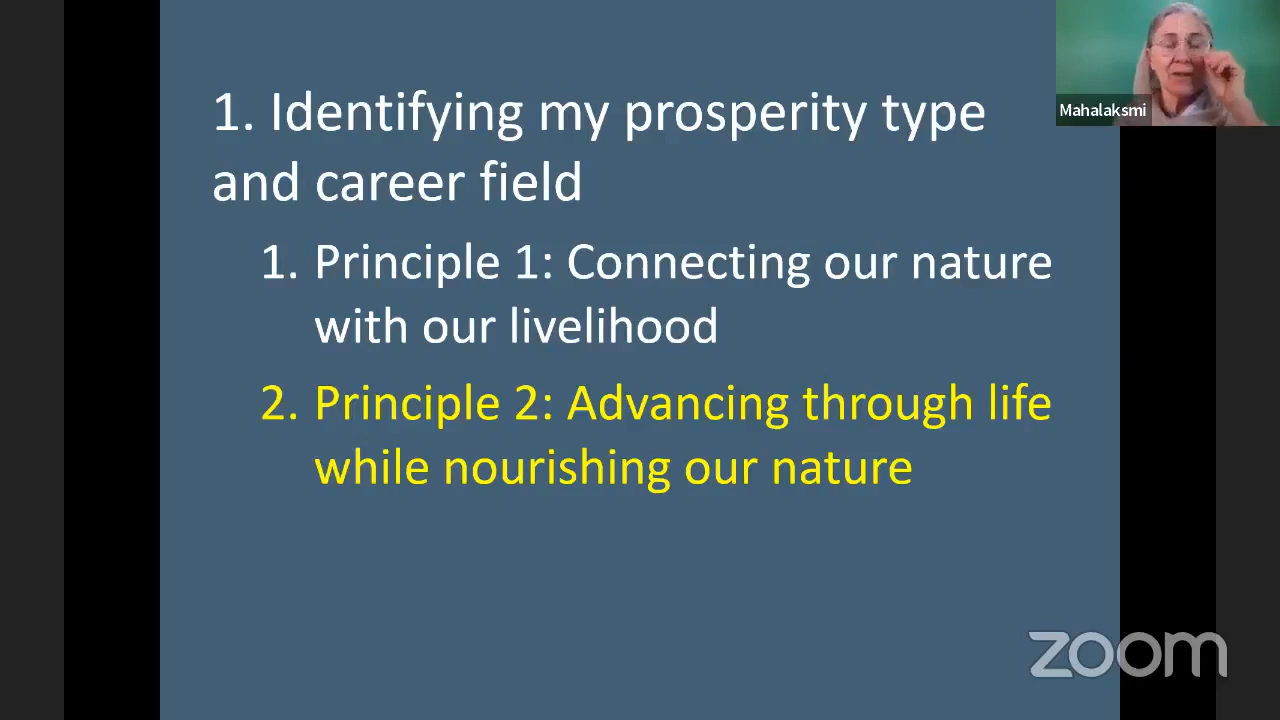 1. Identifying my prosperity type
and career field
1. Principle 1: Connecting our nature
with our livelihood
2. Principle 2: Advancing through life
while nourishing our nature
Mahalaksmi
zoom